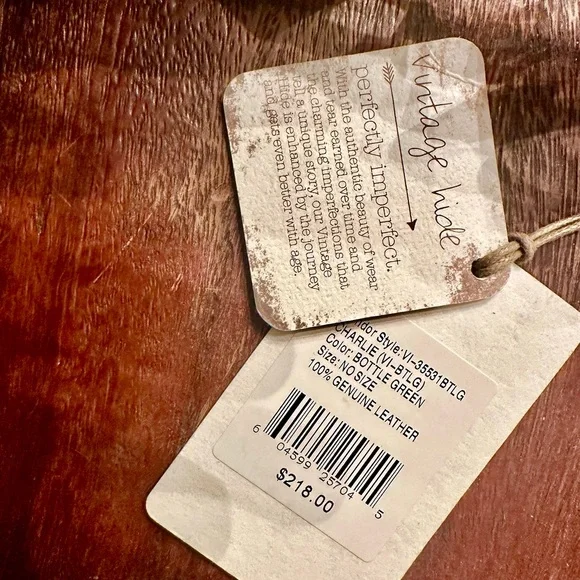 Vintage hide
perfectly imperfect.
With the authentic beauty of wear
and tear earned over time and
the charming imperfections that
tell a unique story, our Vintage
Hide is enhanced by the journey
and gets even better with age.
Style: VI-35531BTLG
CHARLIE (VI-BTLG)
Color: BOTTLE GREEN
Size: NO SIZE
100% GENUINE LEATHER
6 04599 25704 5
$218.00